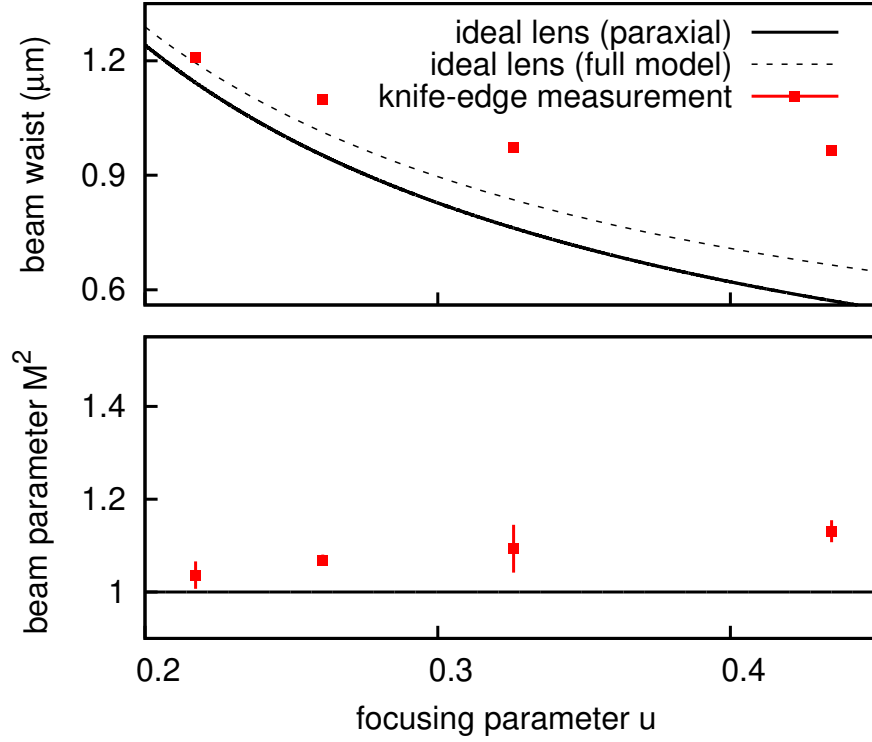 ideal lens (paraxial)
ideal lens (full model)
knife-edge measurement
beam waist (μm)
1.2
0.9
0.6
beam parameter M²
1.4
1.2
1
0.2
0.3
0.4
focusing parameter u